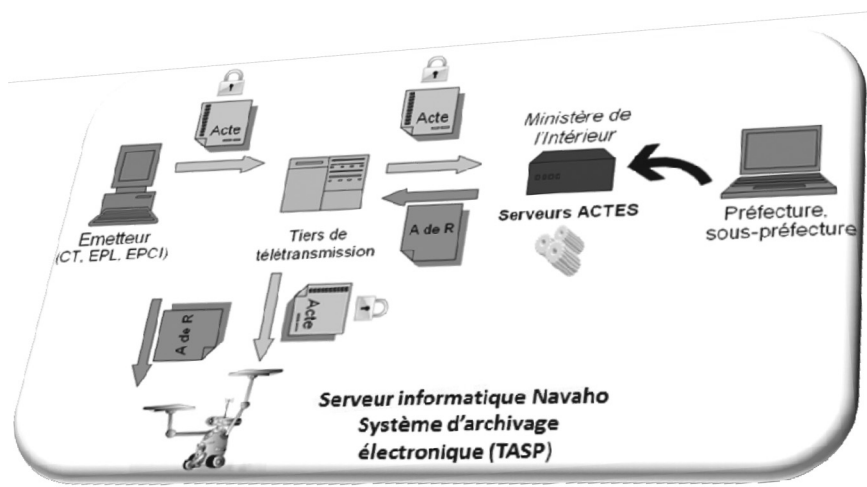 Acte
Acte
Ministère de
l'Intérieur
Emetteur
(CT, EPL, EPCI)
Tiers de
télétransmission
A de R
Serveurs ACTES
Préfecture,
sous-préfecture
A de R
Acte
Serveur informatique Navaho
Système d'archivage
électronique (TASP)